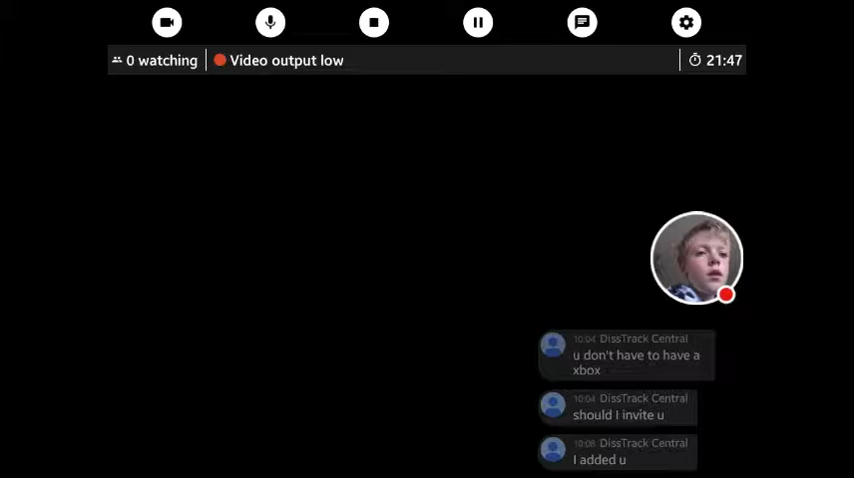 0 watching
Video output low
21:47
10:04 DissTrack Central
u don't have to have a
xbox
10:04 DissTrack Central
should I invite u
10:08 DissTrack Central
I added u